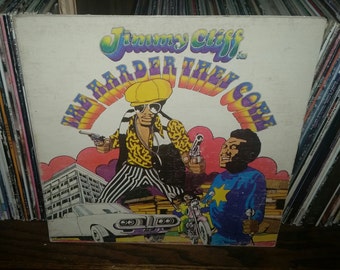 Jimmy Cliff in
THE HARDER THEY COME